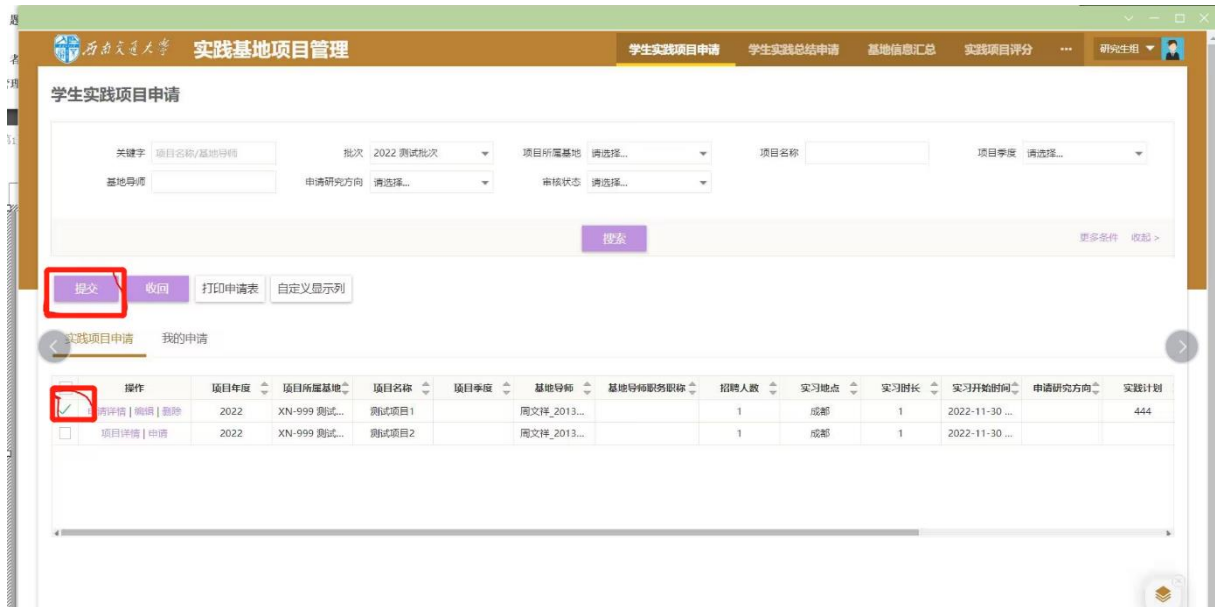 西南交通大学 实践基地项目管理 学生实践项目申请 学生实践总结申请 基地信息汇总 实践项目评分 ··· 研究生组
学生实践项目申请
关键字 项目名称/基地导师 批次 2022 测试批次 项目所属基地 请选择... 项目名称 项目季度 请选择...
基地导师 申请研究方向 请选择... 审核状态 请选择...
搜索 更多条件 收起 >
提交 收回 打印申请表 自定义显示列
实践项目申请 我的申请
操作 项目年度 项目所属基地 项目名称 项目季度 基地导师 基地导师职务职称 招聘人数 实习地点 实习时长 实习开始时间 申请研究方向 实践计划
申请详情 | 编辑 | 删除 2022 XN-999 测试... 测试项目1 周文祥_2013... 1 成都 1 2022-11-30 ... 444
项目详情 | 申请 2022 XN-999 测试... 测试项目2 周文祥_2013... 1 成都 1 2022-11-30 ...